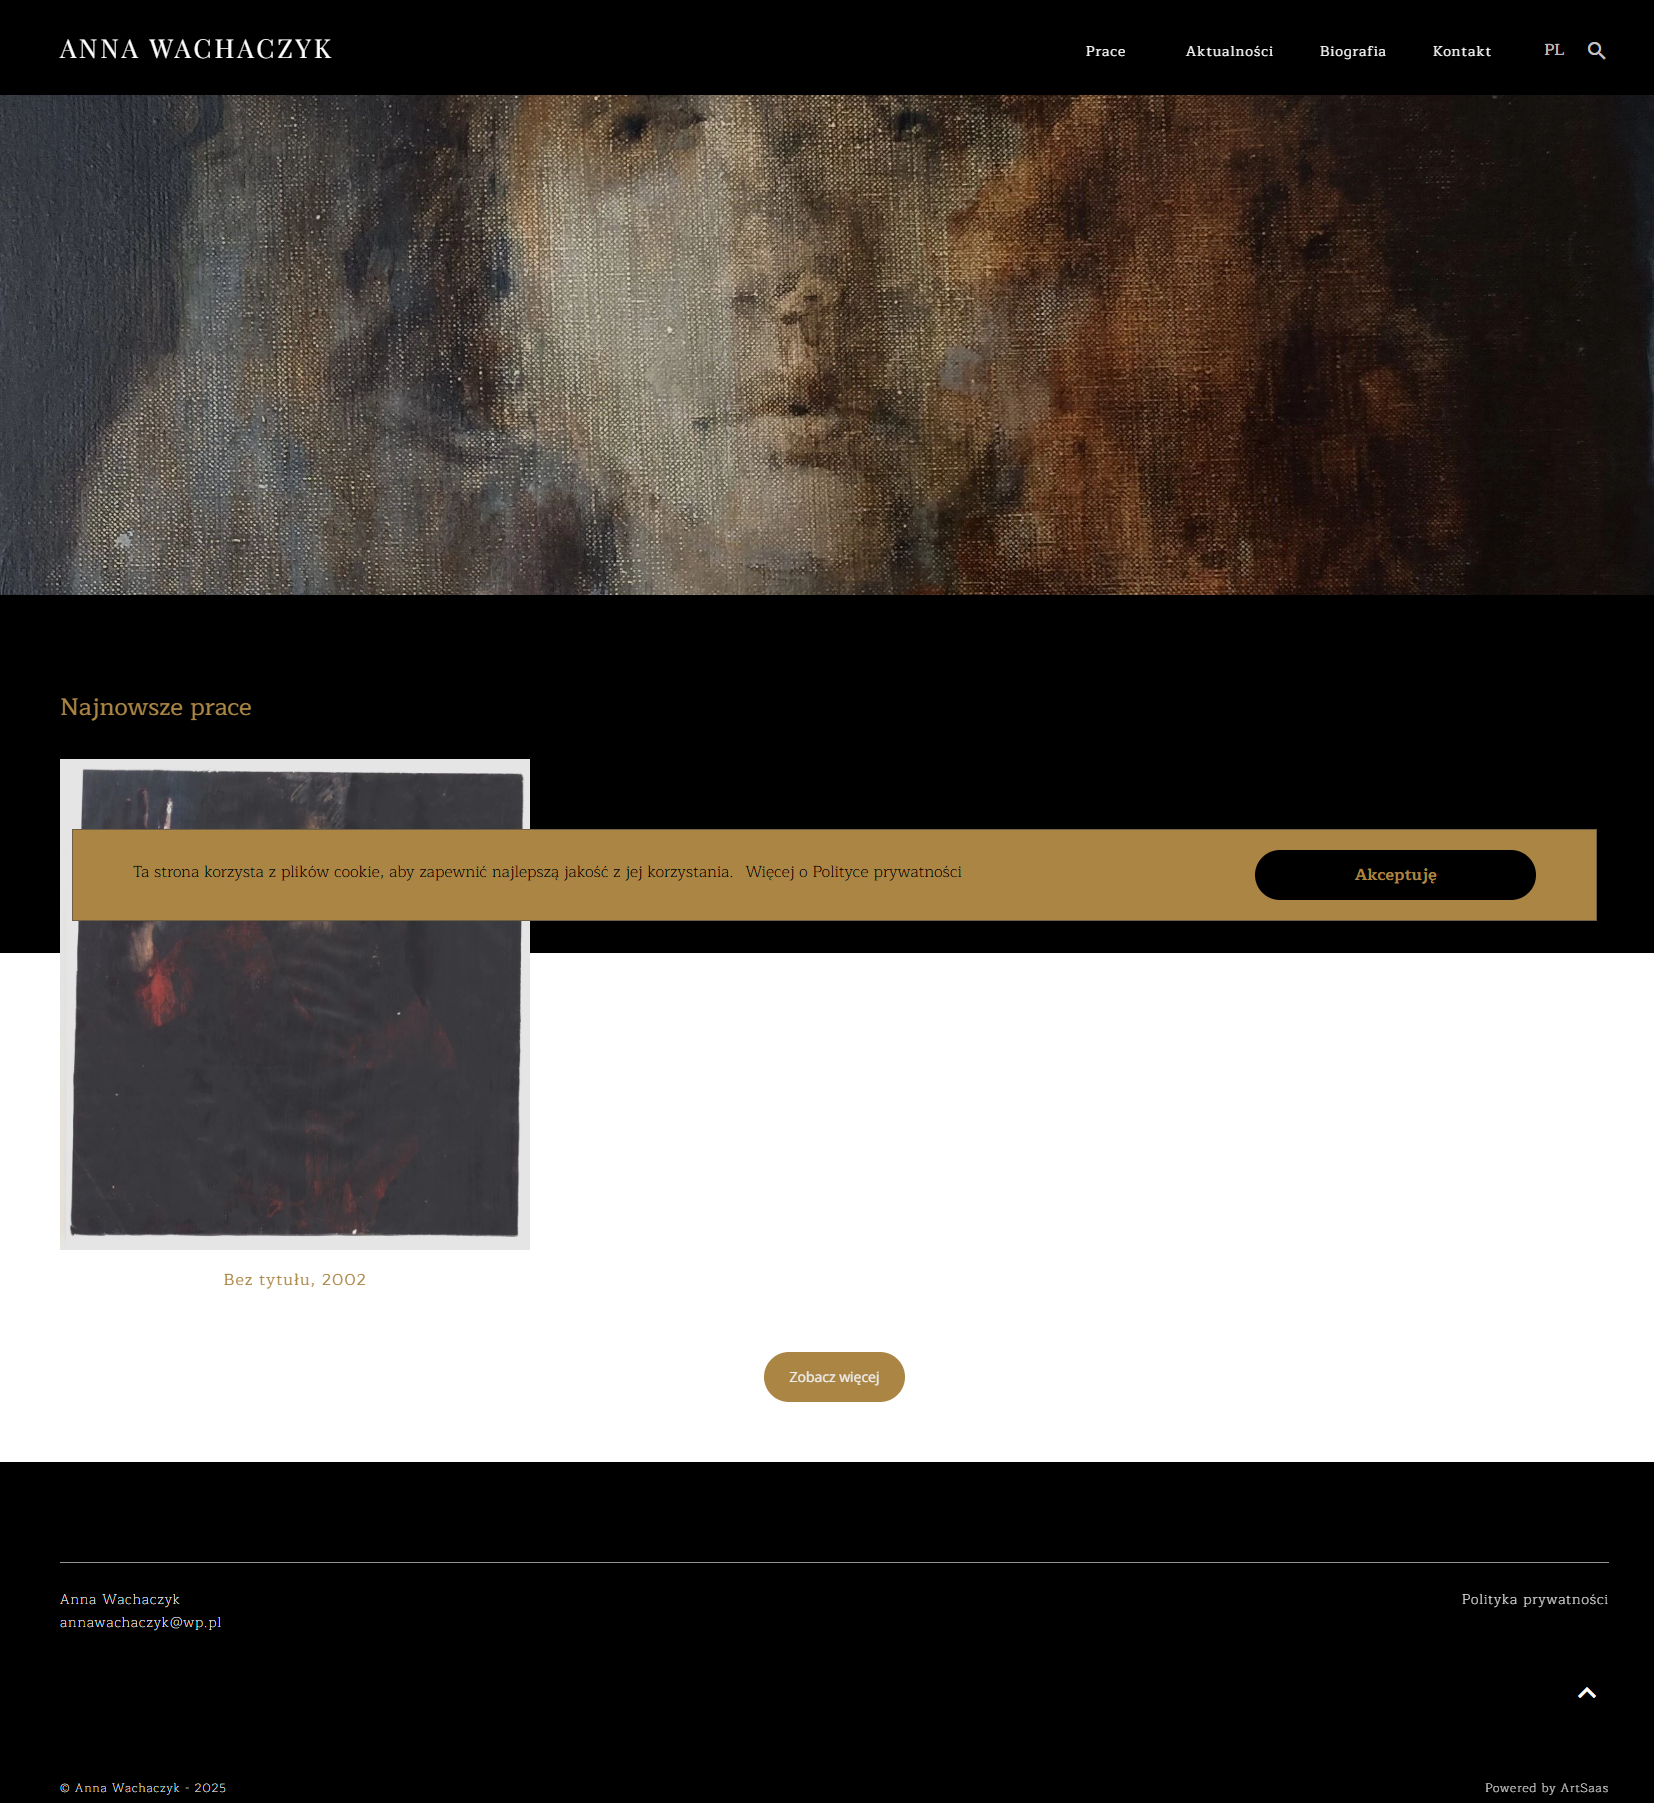 ANNA WACHACZYK
Prace Aktualności Biografia Kontakt PL
Najnowsze prace
Ta strona korzysta z plików cookie, aby zapewnić najlepszą jakość z jej korzystania. Więcej o Polityce prywatności
Akceptuję
Bez tytułu, 2002
Zobacz więcej
Anna Wachaczyk
annawachaczyk@wp.pl
Polityka prywatności
© Anna Wachaczyk - 2025
Powered by ArtSaas